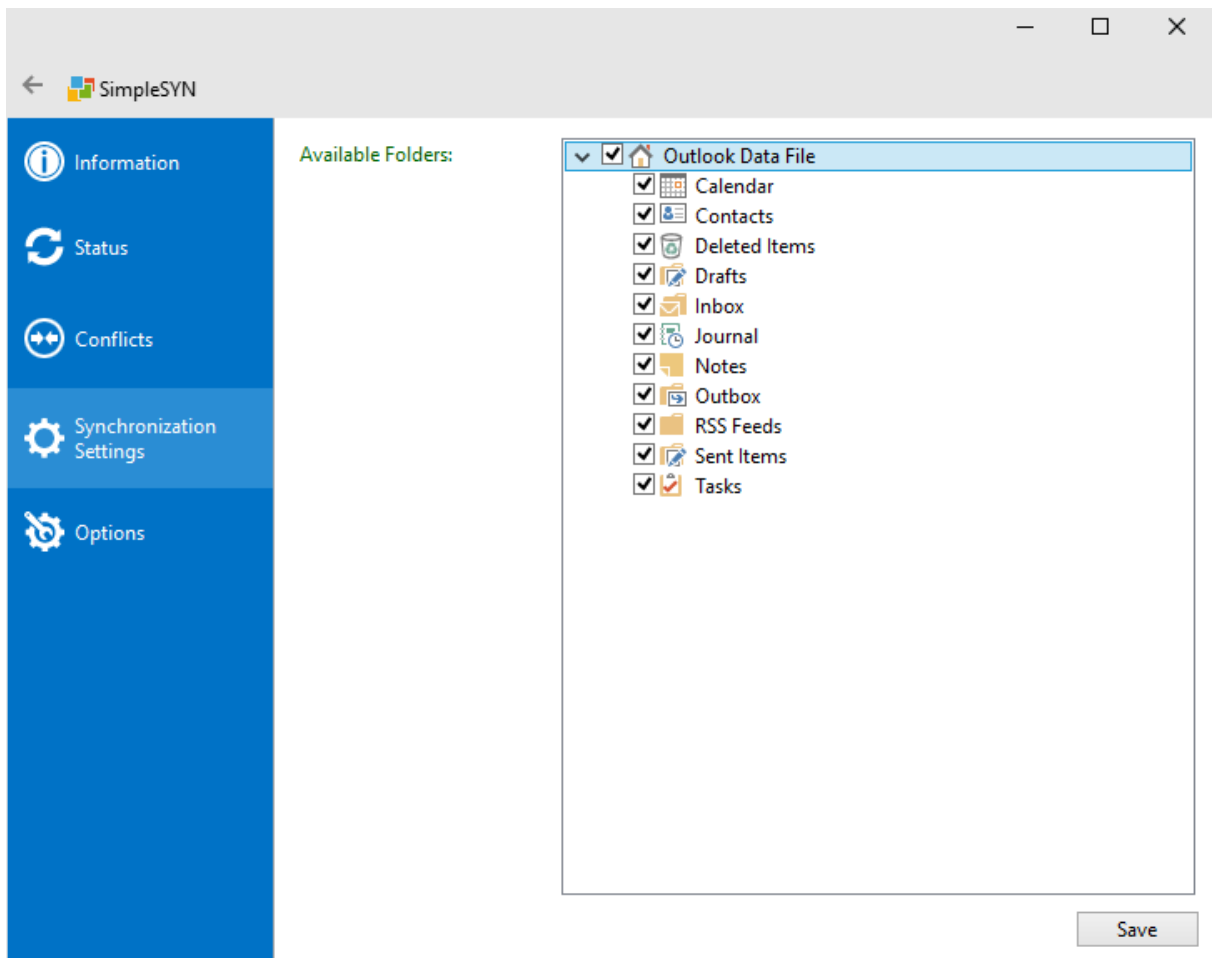 SimpleSYN
Information
Status
Conflicts
Synchronization
Settings
Options
Available Folders:
Outlook Data File
Calendar
Contacts
Deleted Items
Drafts
Inbox
Journal
Notes
Outbox
RSS Feeds
Sent Items
Tasks
Save